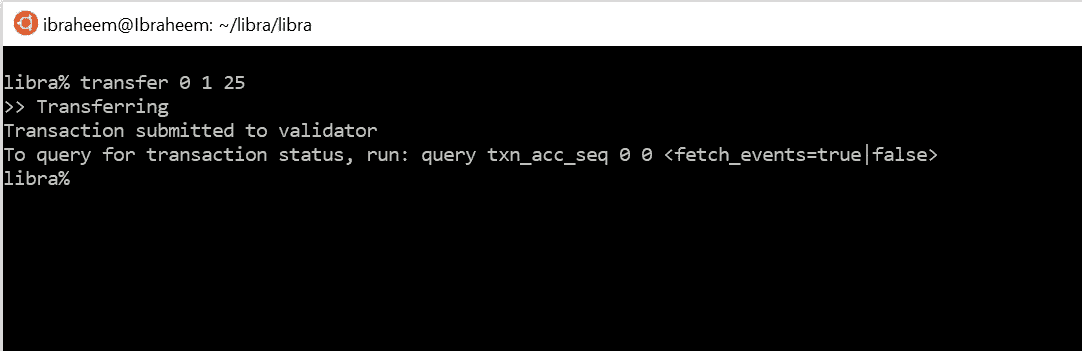 ibraheem@Ibraheem: ~/libra/libra
libra% transfer 0 1 25
>> Transferring
Transaction submitted to validator
To query for transaction status, run: query txn_acc_seq 0 0 <fetch_events=true|false>
libra%